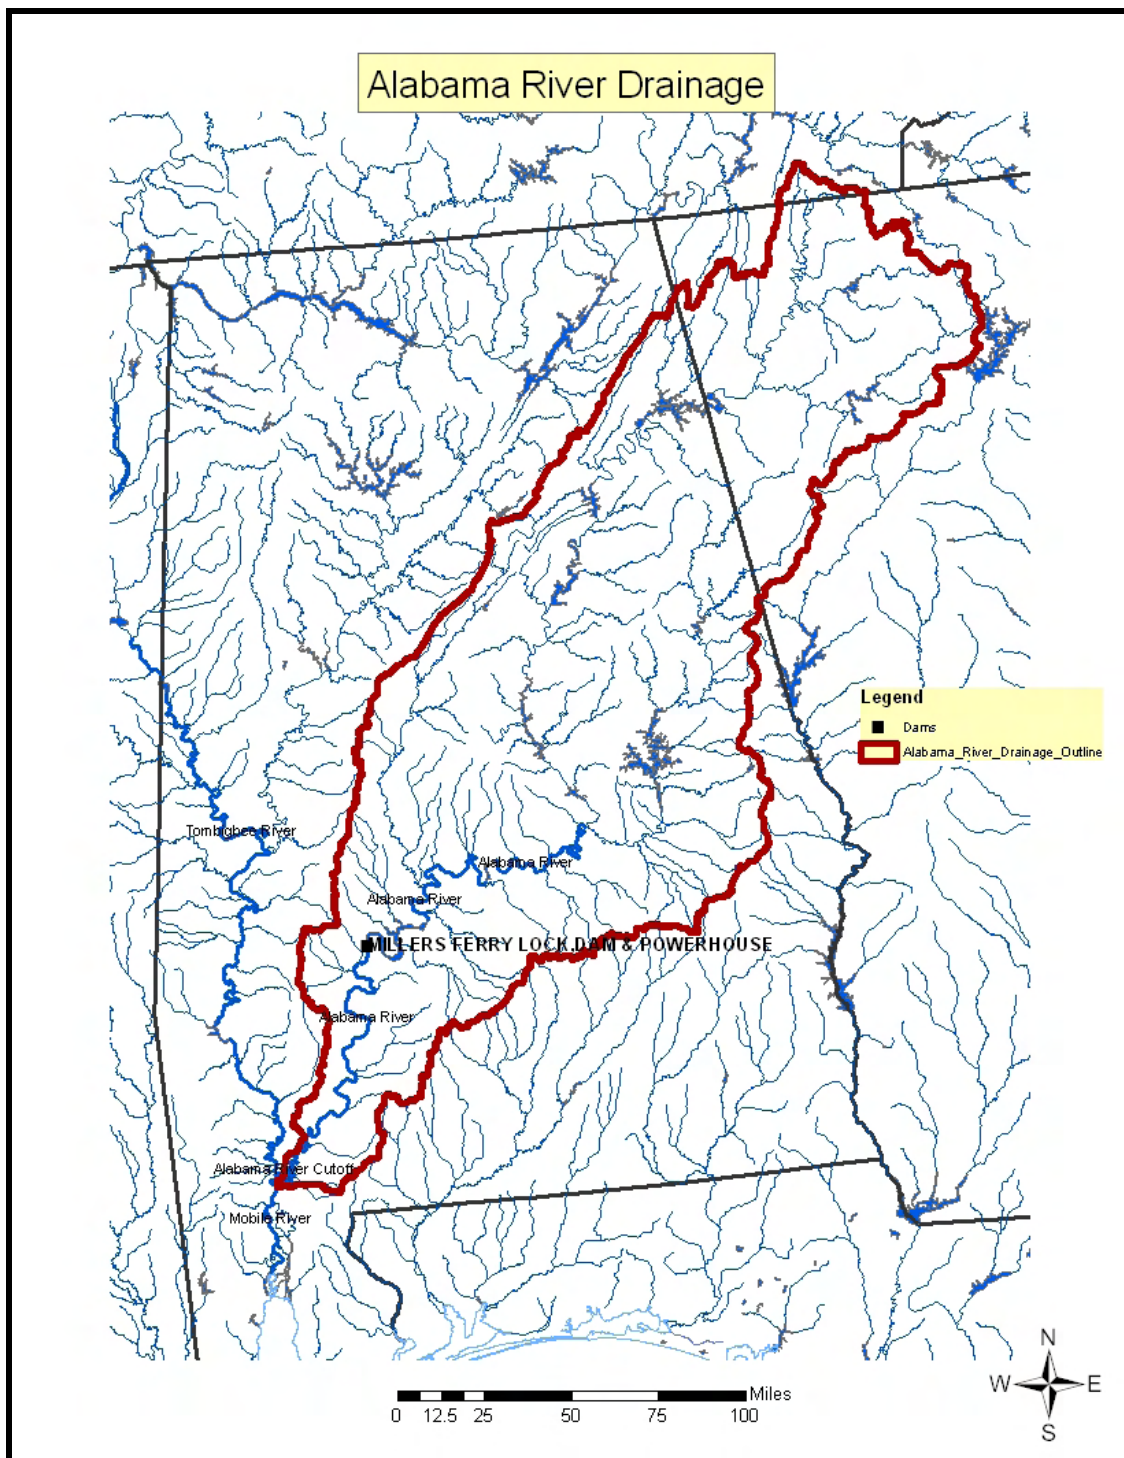 Alabama River Drainage
Legend
Dams
Alabama_River_Drainage_Outline
Tombigbee River
Alabama River
Alabama River
MILLERS FERRY LOCK,DAM & POWERHOUSE
Alabama River
Alabama River Cutoff
Mobile River
N
W E
S
Miles
0 12.5 25 50 75 100